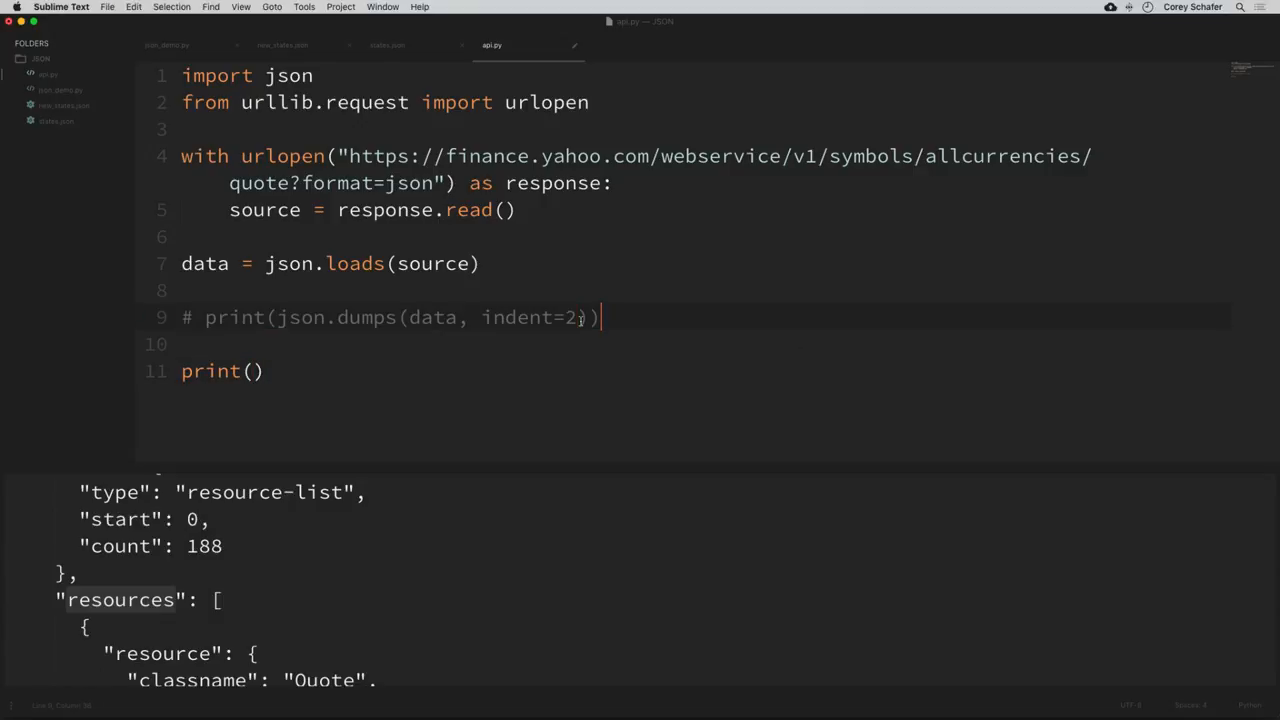 Sublime Text File Edit Selection Find View Goto Tools Project Window Help Corey Schafer
api.py — JSON
FOLDERS
JSON
api.py
json_demo.py
new_states.json
states.json
json_demo.py new_states.json states.json api.py
1 import json
2 from urllib.request import urlopen
3
4 with urlopen("https://finance.yahoo.com/webservice/v1/symbols/allcurrencies/
quote?format=json") as response:
5 source = response.read()
6
7 data = json.loads(source)
8
9 # print(json.dumps(data, indent=2))
10
11 print()
"type": "resource-list",
"start": 0,
"count": 188
},
"resources": [
{
"resource": {
"classname": "Quote",
UTF-8 Spaces: 4 Python